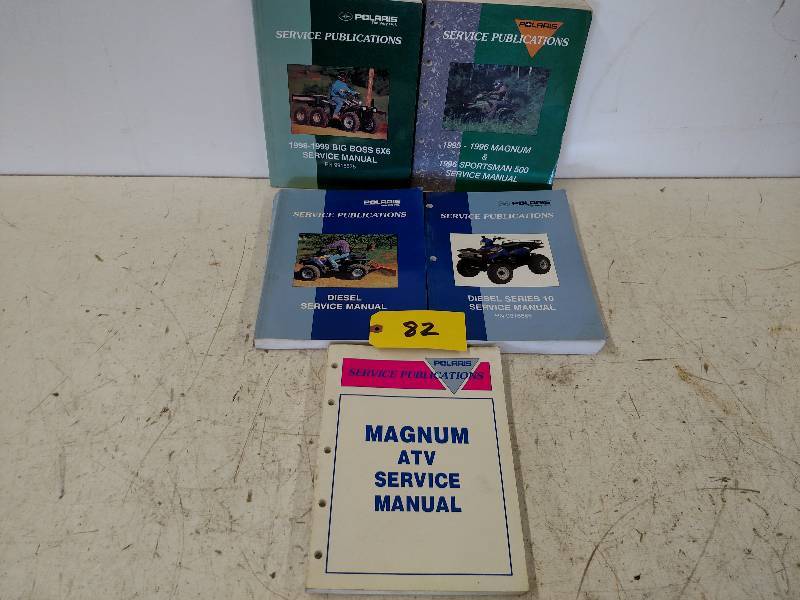 POLARIS
SERVICE PUBLICATIONS
1996-1999 BIG BOSS 6X6
SERVICE MANUAL
POLARIS
SERVICE PUBLICATIONS
1995 - 1996 MAGNUM
&
1996 SPORTSMAN 500
SERVICE MANUAL
POLARIS
SERVICE PUBLICATIONS
DIESEL
SERVICE MANUAL
POLARIS
SERVICE PUBLICATIONS
DIESEL SERIES 10
SERVICE MANUAL
82
POLARIS
SERVICE PUBLICATIONS
MAGNUM
ATV
SERVICE
MANUAL